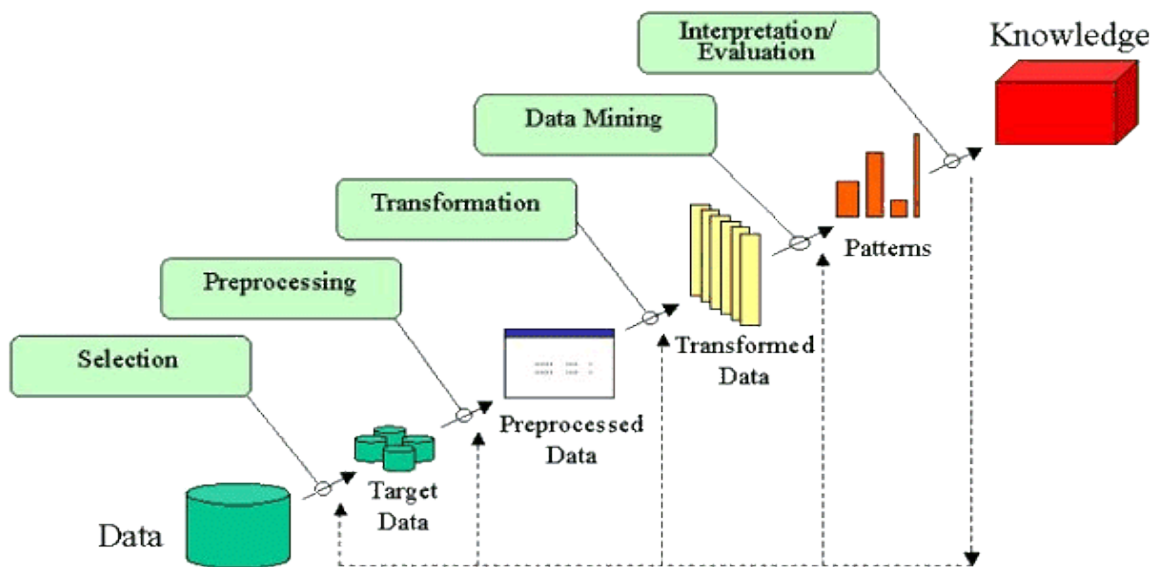 Interpretation/
Evaluation
Knowledge
Data Mining
Transformation
Patterns
Preprocessing
Transformed
Data
Selection
Preprocessed
Data
Target
Data
Data